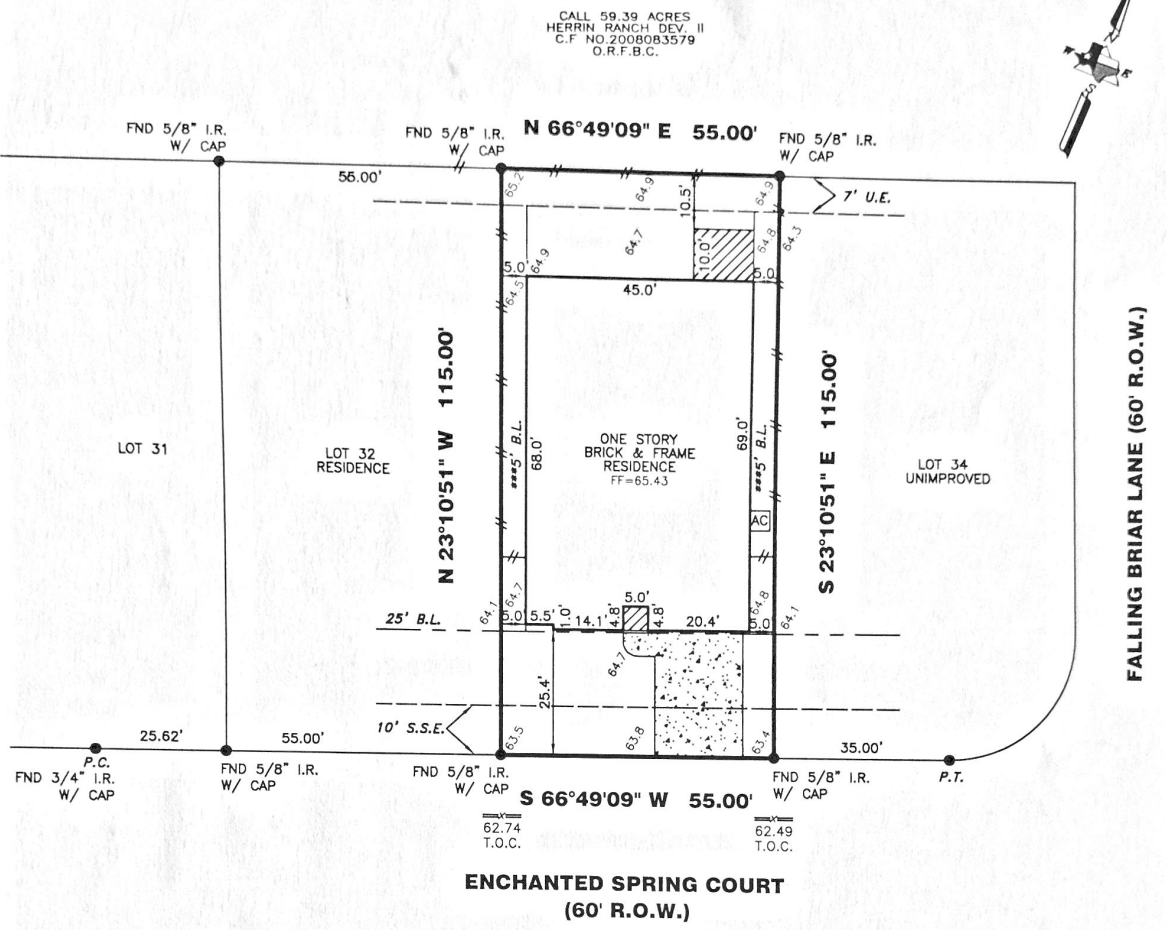 CALL 59.39 ACRES
HERRIN RANCH DEV. II
C.F NO.2008083579
O.R.F.B.C.
W
E
S
FND 5/8" I.R.
W/ CAP
FND 5/8" I.R.
W/ CAP
N 66°49'09" E 55.00'
FND 5/8" I.R.
W/ CAP
55.00'
65.2
64.9
10.5'
64.9
7' U.E.
64.7
10.0'
64.8
64.3
5.0'
64.9
64.5
45.0'
5.0'
N 23°10'51" W 115.00'
S 23°10'51" E 115.00'
FALLING BRIAR LANE (60' R.O.W.)
LOT 31
LOT 32
RESIDENCE
***5' B.L.
68.0'
ONE STORY
BRICK & FRAME
RESIDENCE
FF=65.43
69.0'
***5' B.L.
LOT 34
UNIMPROVED
AC
25' B.L.
64.1
64.7
5.0'
5.5'
1.0'
14.1'
4.8'
5.0'
4.8'
20.4'
64.8
5.0'
64.1
64.7
25.4'
10' S.S.E.
63.5
63.8
63.4
25.62'
55.00'
35.00'
P.C.
FND 3/4" I.R.
W/ CAP
FND 5/8" I.R.
W/ CAP
FND 5/8" I.R.
W/ CAP
FND 5/8" I.R.
W/ CAP
P.T.
S 66°49'09" W 55.00'
62.74
T.O.C.
62.49
T.O.C.
ENCHANTED SPRING COURT
(60' R.O.W.)